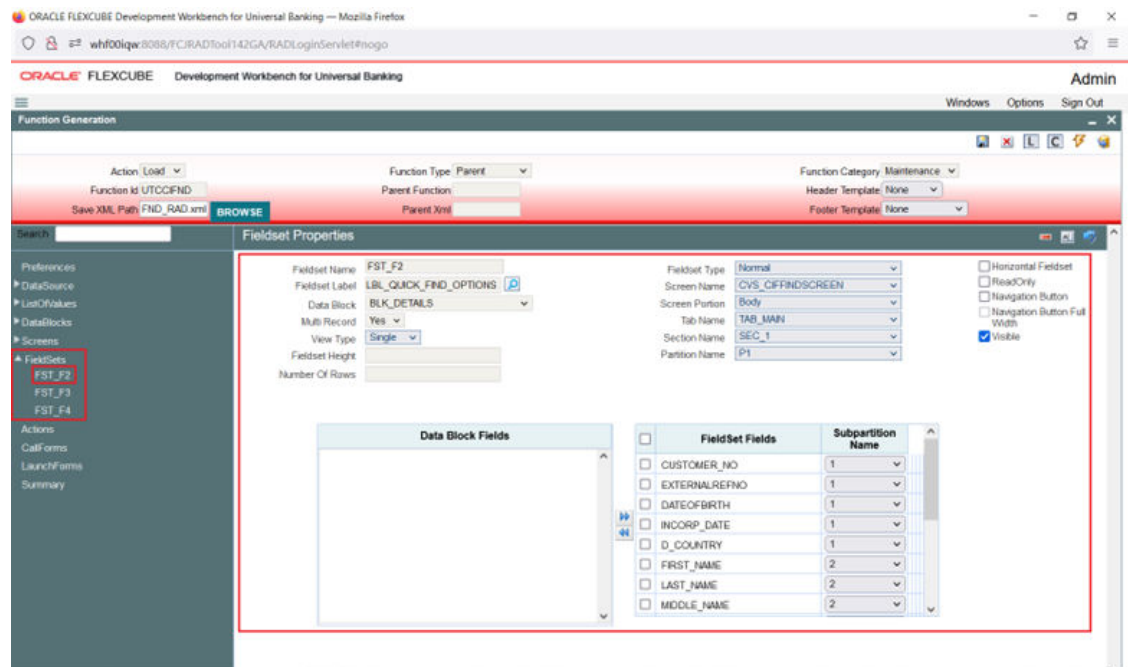 ORACLE FLEXCUBE Development Workbench for Universal Banking — Mozilla Firefox
whf00iqw:8088/FCJRADTool142GA/RADLoginServlet#nogo
ORACLE FLEXCUBE Development Workbench for Universal Banking Admin
Windows Options Sign Out
Function Generation
L C
Action Load Function Type Parent Function Category Maintenance
Function Id UTCCIFND Parent Function Header Template None
Save XML Path FND_RAD.xml BROWSE Parent Xml Footer Template None
Search Fieldset Properties
Preferences
DataSource
ListOfValues
DataBlocks
Screens
FieldSets
FST_F2
FST_F3
FST_F4
Actions
CallForms
LaunchForms
Summary
Fieldset Name FST_F2
Fieldset Label LBL_QUICK_FIND_OPTIONS
Data Block BLK_DETAILS
Multi Record Yes
View Type Single
Fieldset Height
Number Of Rows
Fieldset Type Normal
Screen Name CVS_CIFFINDSCREEN
Screen Portion Body
Tab Name TAB_MAIN
Section Name SEC_1
Partition Name P1
Horizontal Fieldset
ReadOnly
Navigation Button
Navigation Button Full
Width
Visible
Data Block Fields
FieldSet Fields Subpartition
Name
CUSTOMER_NO 1
EXTERNALREFNO 1
DATEOFBIRTH 1
INCORP_DATE 1
D_COUNTRY 1
FIRST_NAME 2
LAST_NAME 2
MIDDLE_NAME 2